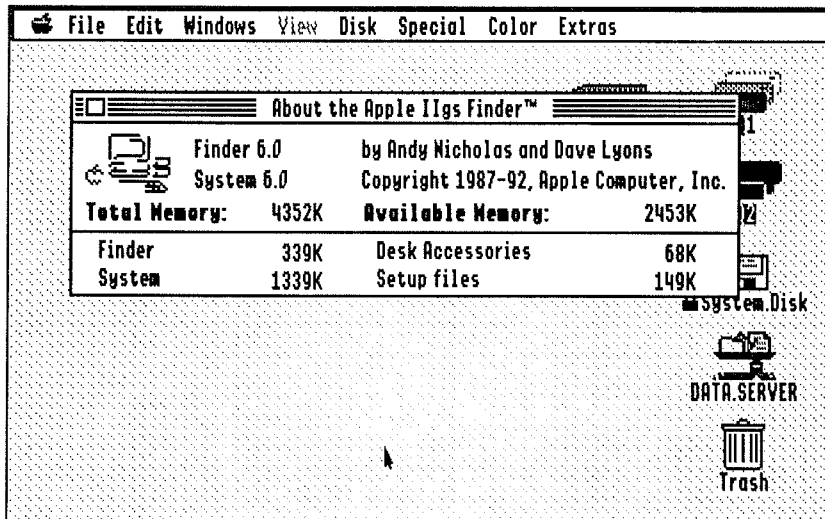 File Edit Windows View Disk Special Color Extras
About the Apple IIgs Finder™
Finder 6.0 by Andy Nicholas and Dave Lyons
System 6.0 Copyright 1987-92, Apple Computer, Inc.
Total Memory: 4352K Available Memory: 2453K
Finder 339K Desk Accessories 68K
System 1339K Setup files 149K
1
2
System.Disk
DATA.SERVER
Trash